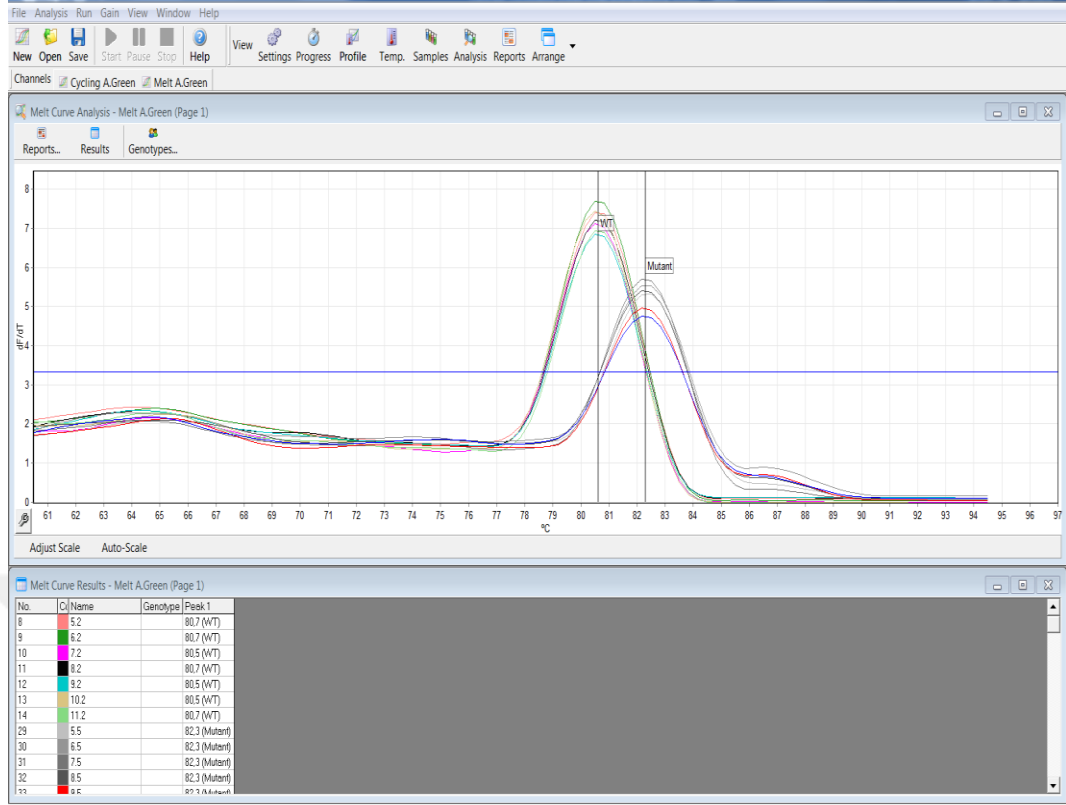 File Analysis Run Gain View Window Help
New Open Save Start Pause Stop Help View Settings Progress Profile Temp. Samples Analysis Reports Arrange
Channels Cycling A.Green Melt A.Green
Melt Curve Analysis - Melt A.Green (Page 1)
Reports... Results Genotypes...
8
7
6
5
4
3
2
1
0
dF/dT
WT
Mutant
61 62 63 64 65 66 67 68 69 70 71 72 73 74 75 76 77 78 79 80 81 82 83 84 85 86 87 88 89 90 91 92 93 94 95 96 97
ºC
Adjust Scale Auto-Scale
Melt Curve Results - Melt A.Green (Page 1)
No. Name Genotype Peak 1
8 5.2 80,7 (WT)
9 6.2 80,7 (WT)
10 7.2 80,5 (WT)
11 8.2 80,7 (WT)
12 9.2 80,5 (WT)
13 10.2 80,5 (WT)
14 11.2 80,7 (WT)
29 5.5 82,3 (Mutant)
30 6.5 82,3 (Mutant)
31 7.5 82,3 (Mutant)
32 8.5 82,3 (Mutant)
33 9.5 82,3 (Mutant)